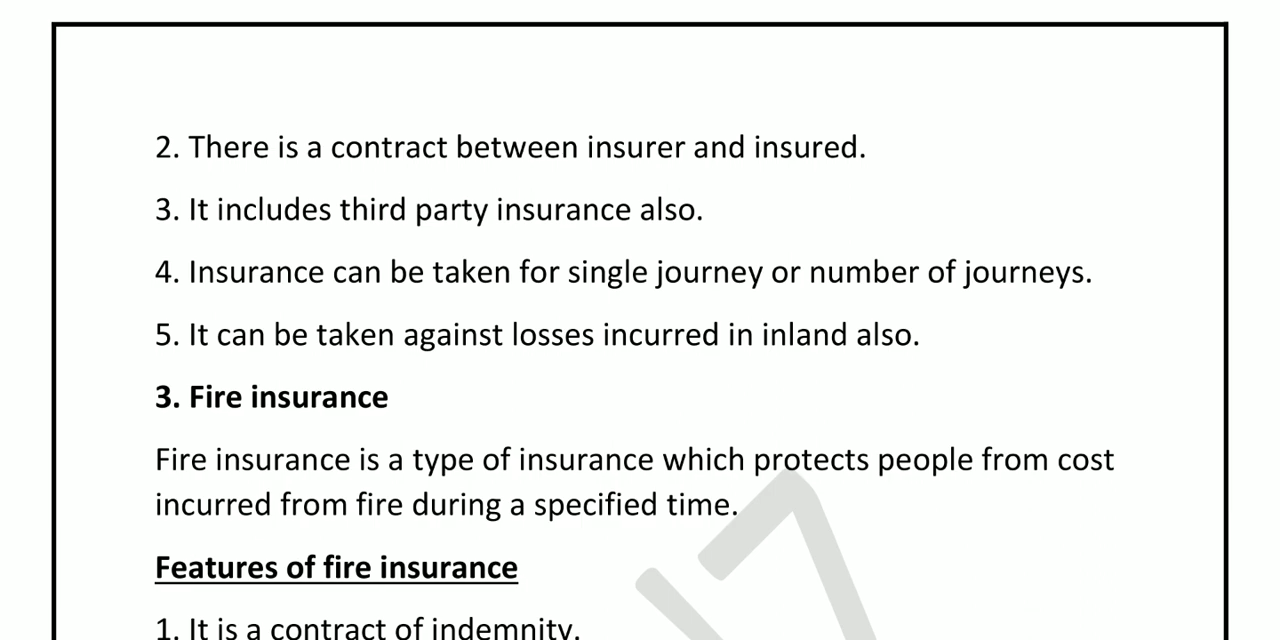 2. There is a contract between insurer and insured.
3. It includes third party insurance also.
4. Insurance can be taken for single journey or number of journeys.
5. It can be taken against losses incurred in inland also.
3. Fire insurance
Fire insurance is a type of insurance which protects people from cost
incurred from fire during a specified time.
Features of fire insurance
1. It is a contract of indemnity.